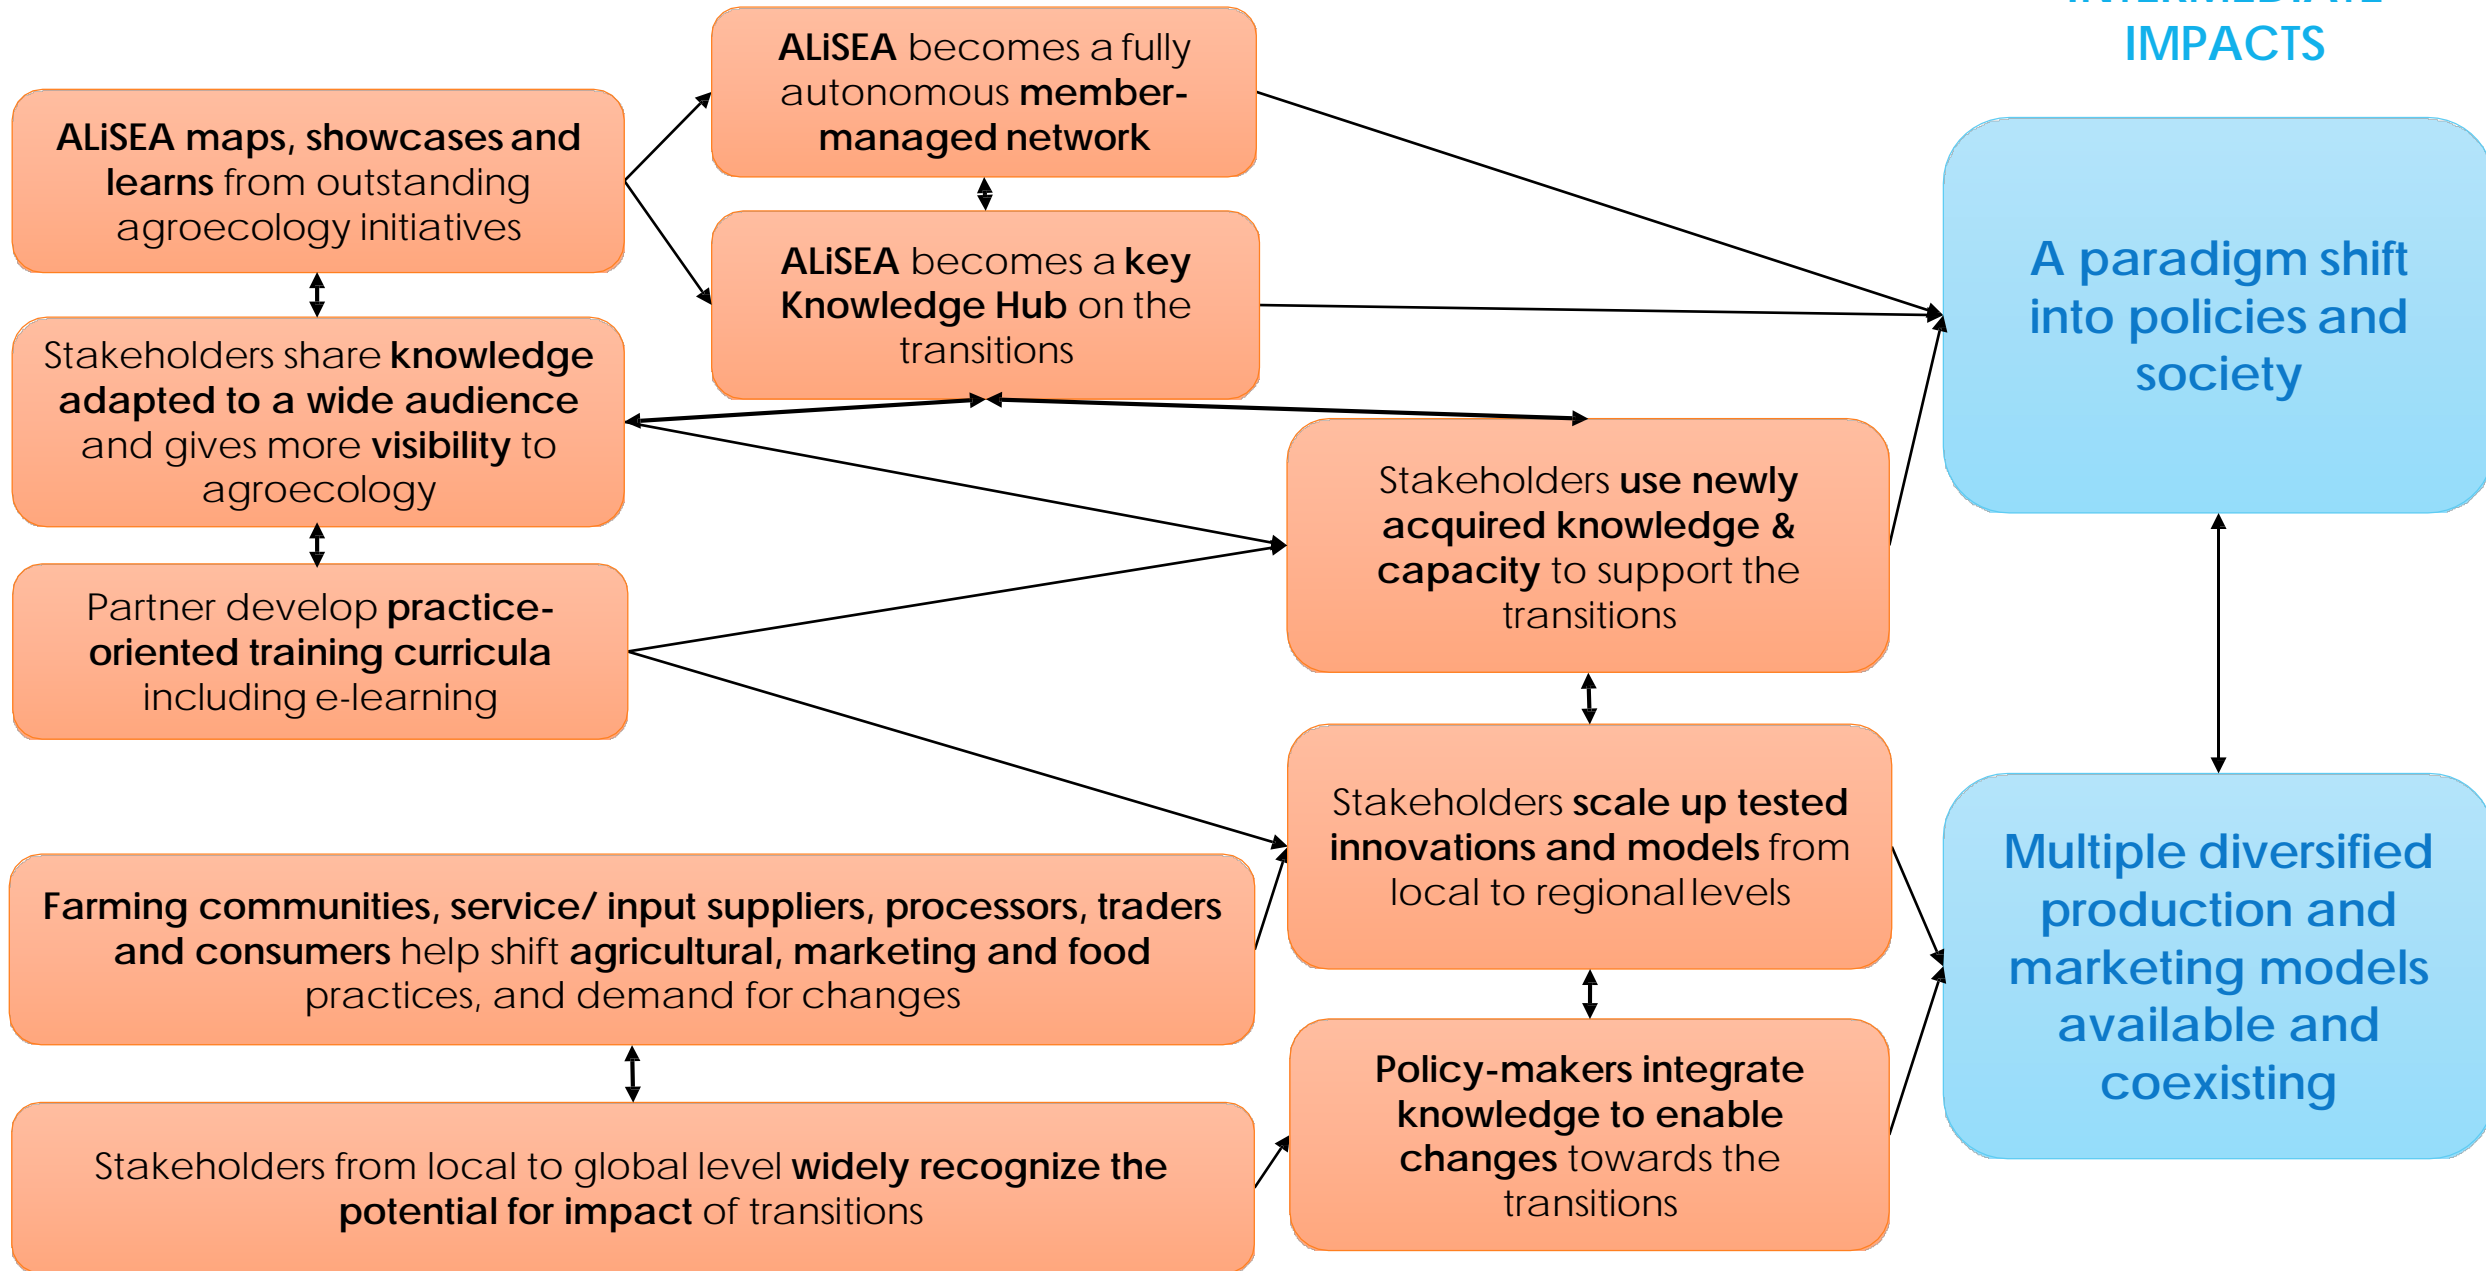 INTERMEDIATE
IMPACTS
ALiSEA maps, showcases and
learns from outstanding
agroecology initiatives
ALiSEA becomes a fully
autonomous member-
managed network
ALiSEA becomes a key
Knowledge Hub on the
transitions
Stakeholders share knowledge
adapted to a wide audience
and gives more visibility to
agroecology
Partner develop practice-
oriented training curricula
including e-learning
Farming communities, service/ input suppliers, processors, traders
and consumers help shift agricultural, marketing and food
practices, and demand for changes
Stakeholders from local to global level widely recognize the
potential for impact of transitions
Stakeholders use newly
acquired knowledge &
capacity to support the
transitions
Stakeholders scale up tested
innovations and models from
local to regional levels
Policy-makers integrate
knowledge to enable
changes towards the
transitions
A paradigm shift
into policies and
society
Multiple diversified
production and
marketing models
available and
coexisting